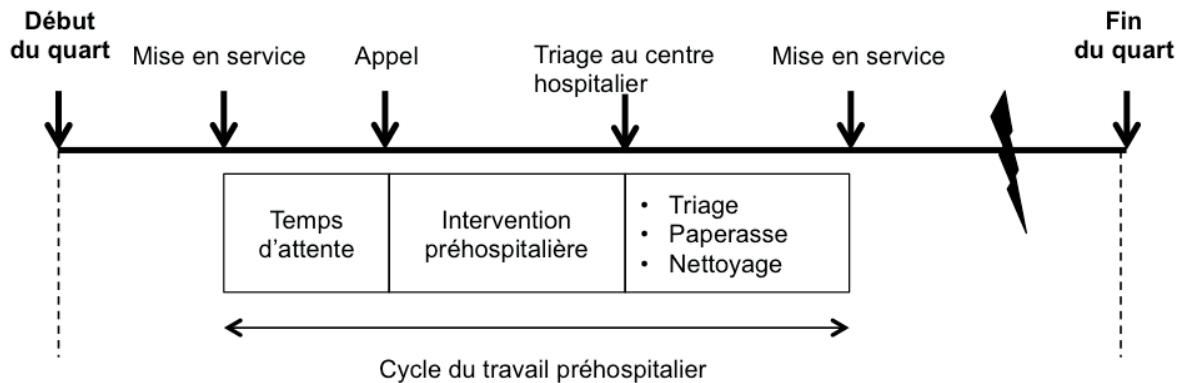 Début
du quart
Mise en service
Appel
Triage au centre
hospitalier
Mise en service
Fin
du quart
Temps
d’attente
Intervention
préhospitalière
• Triage
• Paperasse
• Nettoyage
Cycle du travail préhospitalier